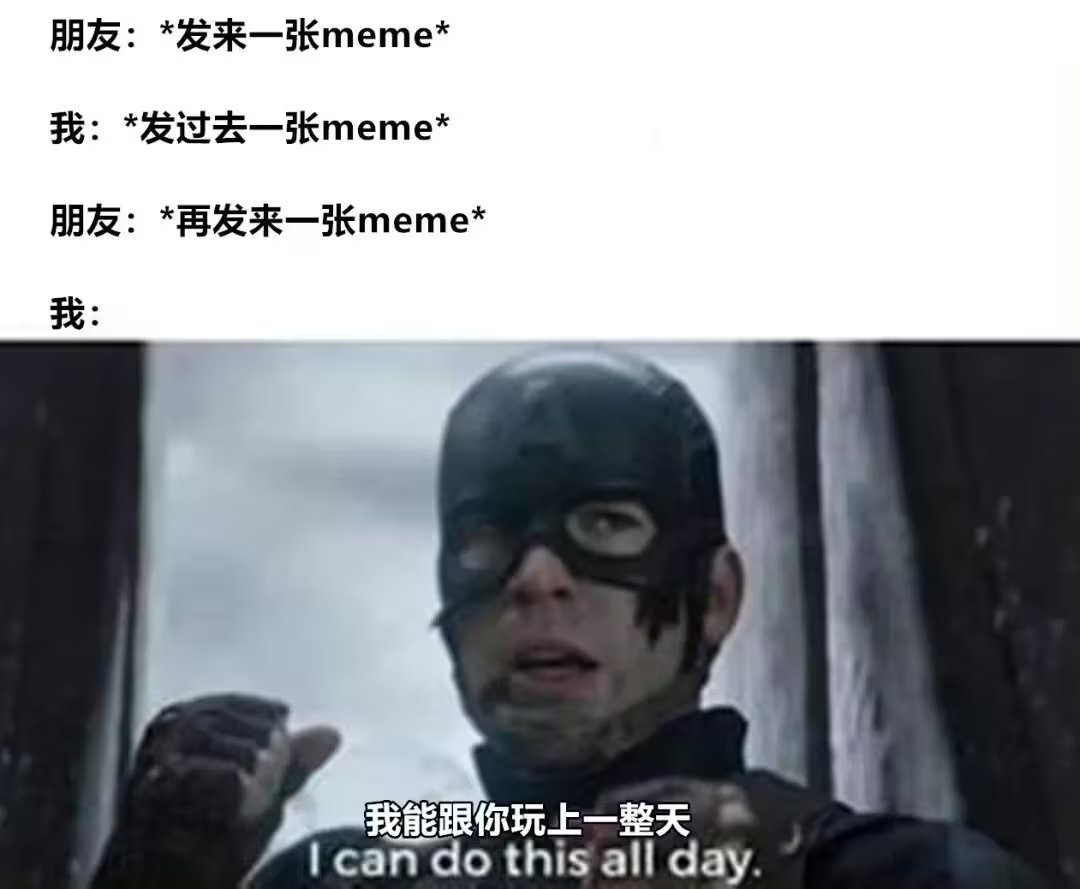 朋友：*发来一张meme*
我：*发过去一张meme*
朋友：*再发来一张meme*
我：
我能跟你玩上一整天
I can do this all day.